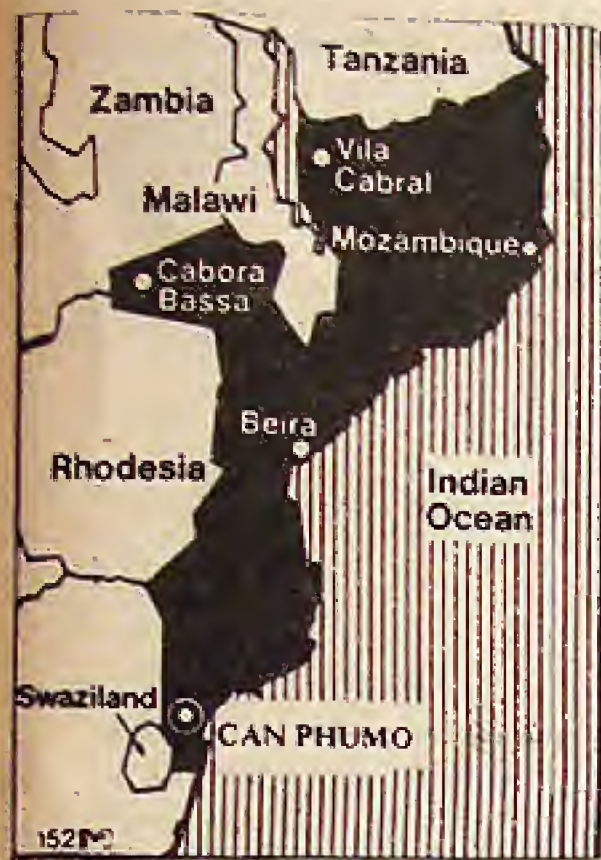 Tanzania
Zambia
Vila
Cabral
Malawi
Mozambique
Cabora
Bassa
Beira
Rhodesia
Indian
Ocean
Swaziland
CAN PHUMO